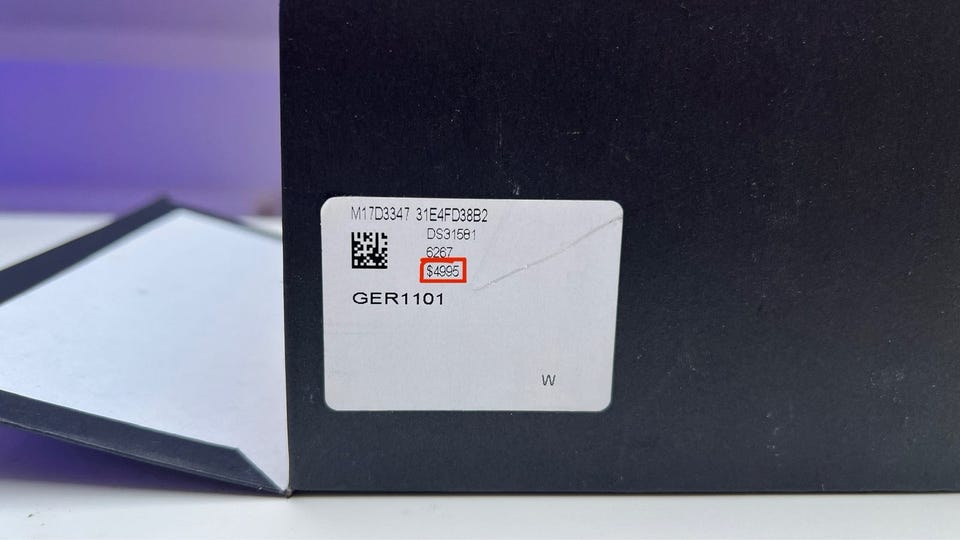 M17D3347 31E4FD38B2
DS31581
6267
$4995
GER1101
W